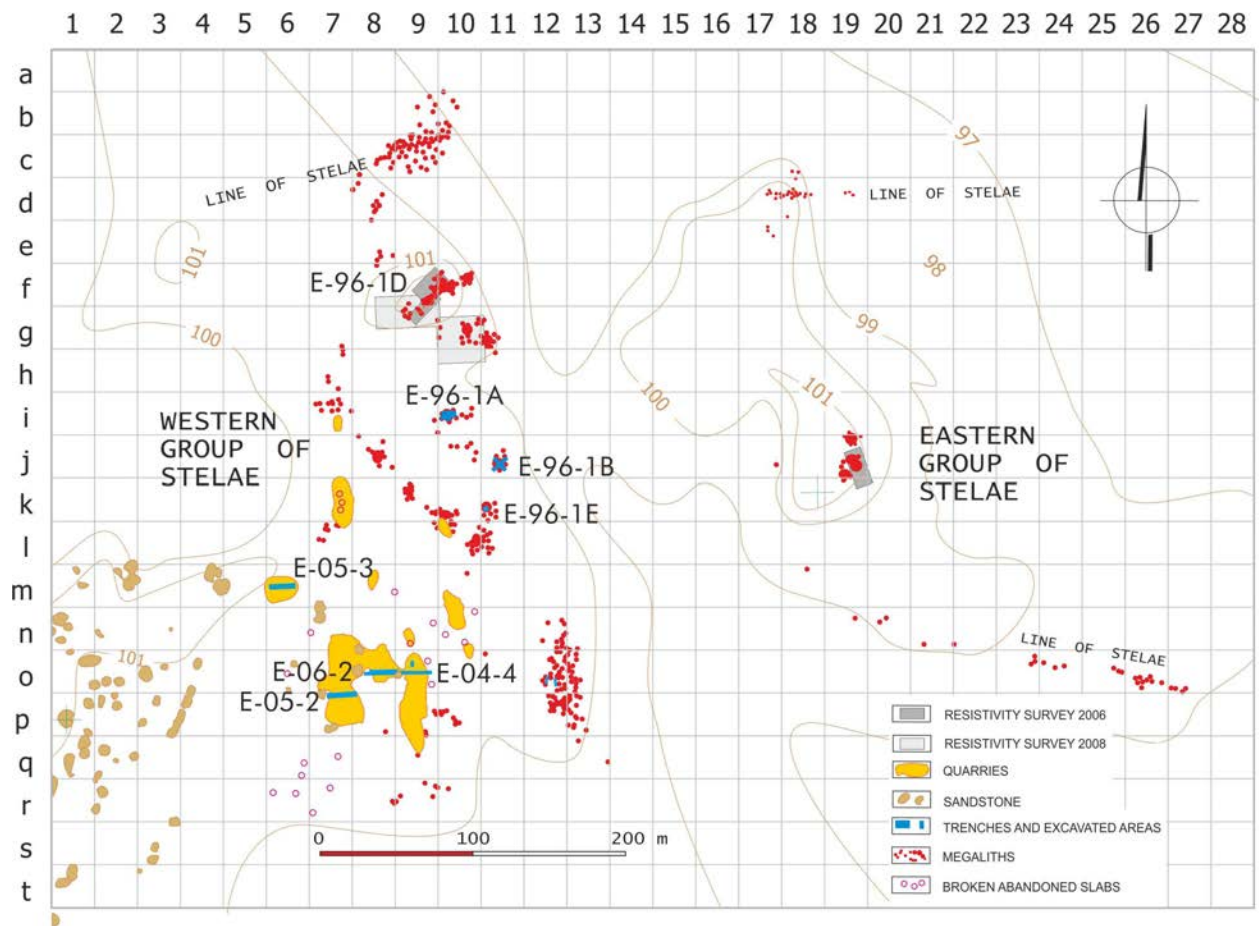 1 2 3 4 5 6 7 8 9 10 11 12 13 14 15 16 17 18 19 20 21 22 23 24 25 26 27 28
a
b
c
d
e
f
g
h
i
j
k
l
m
n
o
p
q
r
s
t
97
LINE OF STELAE
LINE OF STELAE
101
101
98
E-96-1D
99
100
E-96-1A
101
100
WESTERN
GROUP OF
STELAE
EASTERN
GROUP OF
STELAE
E-96-1B
E-96-1E
E-05-3
101
LINE OF STELAE
E-06-2
E-04-4
E-05-2
RESISTIVITY SURVEY 2006
RESISTIVITY SURVEY 2008
QUARRIES
SANDSTONE
TRENCHES AND EXCAVATED AREAS
MEGALITHS
BROKEN ABANDONED SLABS
0 100 200 m